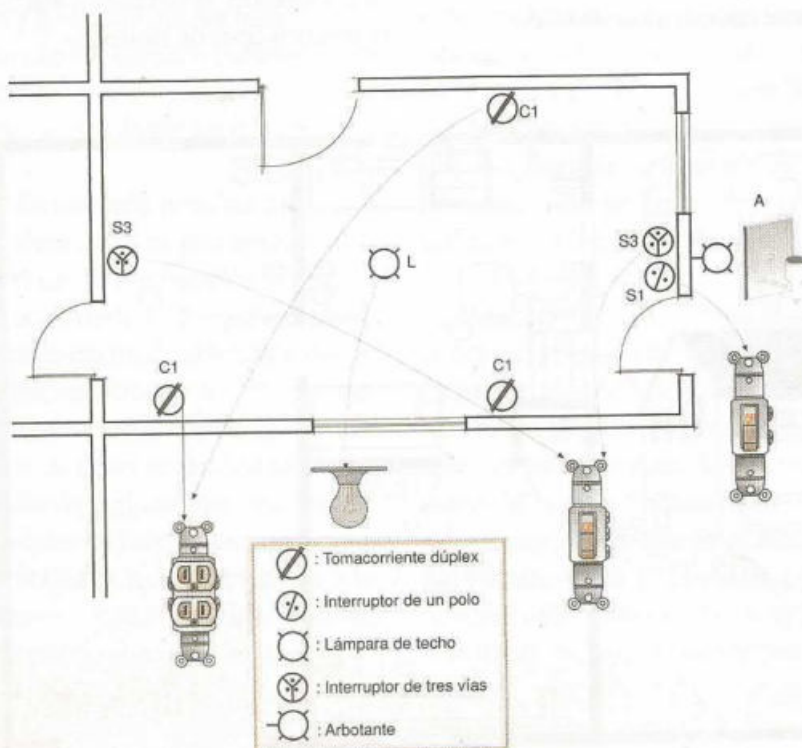 C1
A
S3
S3
L
S1
C1
C1
: Tomacorriente dúplex
: Interruptor de un polo
: Lámpara de techo
: Interruptor de tres vías
: Arbotante